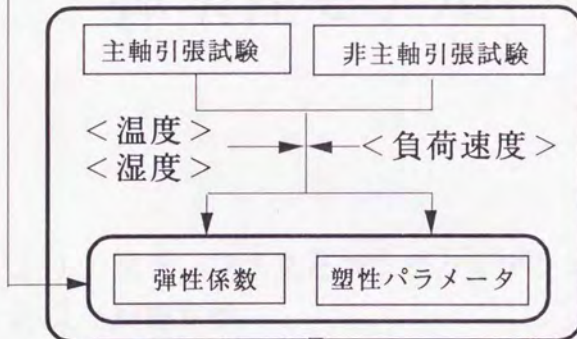 主軸引張試験 非主軸引張試験
<温度>
<湿度>
<負荷速度>
弾性係数 塑性パラメータ